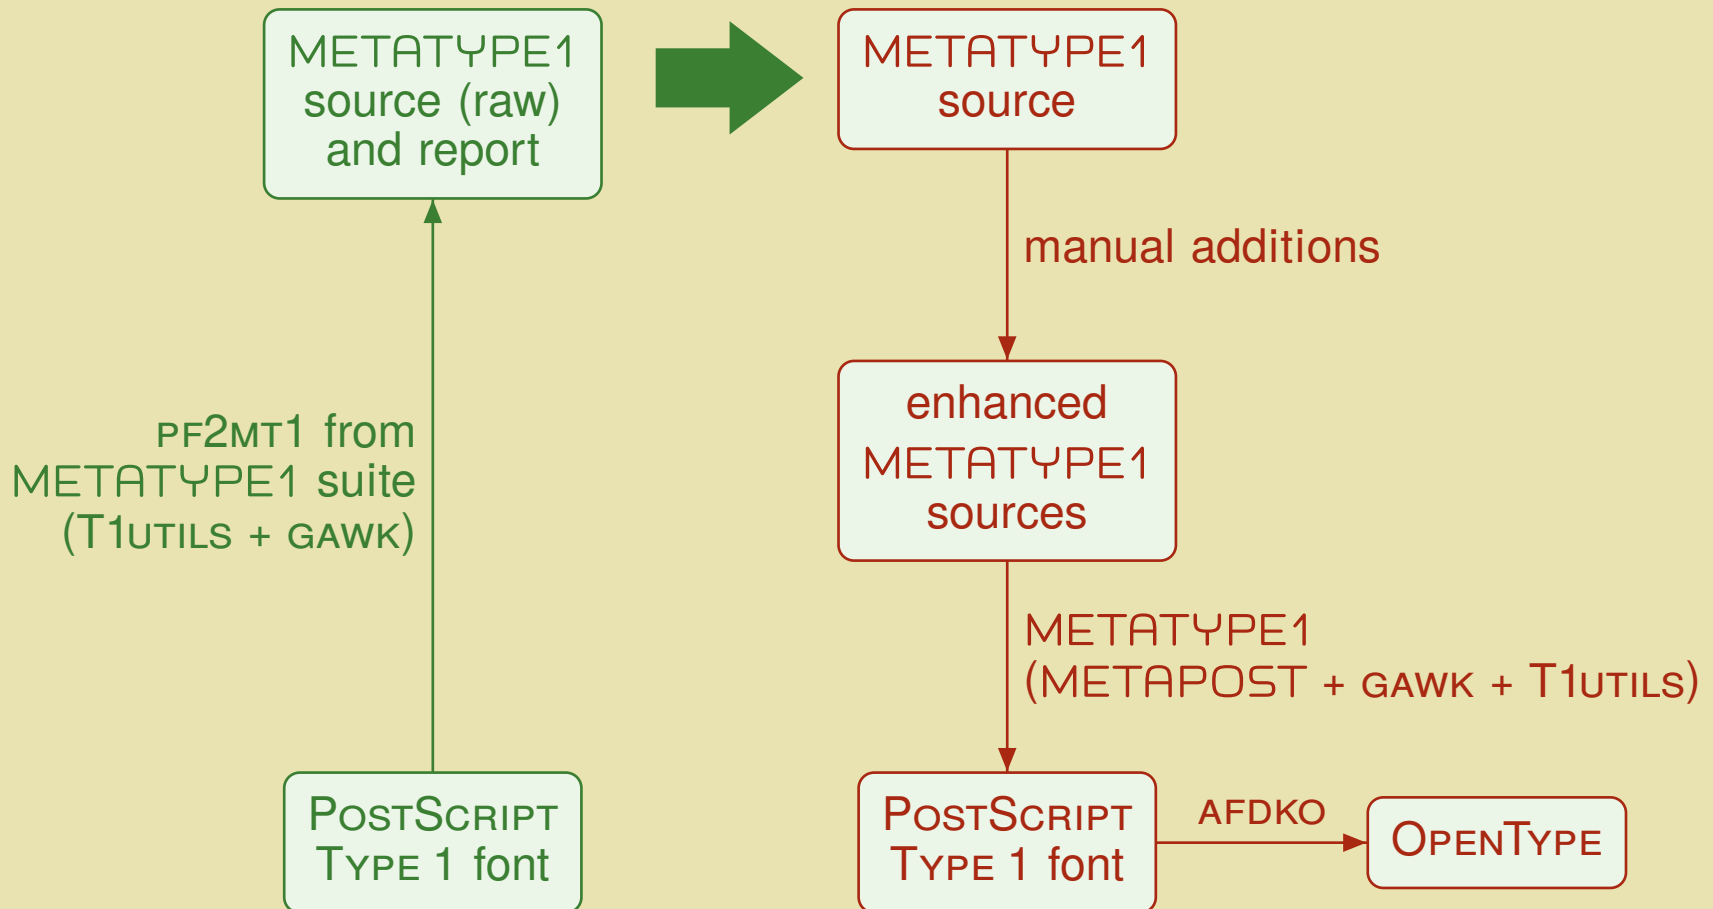 METATYPE1
source (raw)
and report
METATYPE1
source
manual additions
PF2MT1 from
METATYPE1 suite
(T1UTILS + GAWK)
enhanced
METATYPE1
sources
METATYPE1
(METAPOST + GAWK + T1UTILS)
POSTSCRIPT
TYPE 1 font
POSTSCRIPT
TYPE 1 font
AFDKO
OPENTYPE